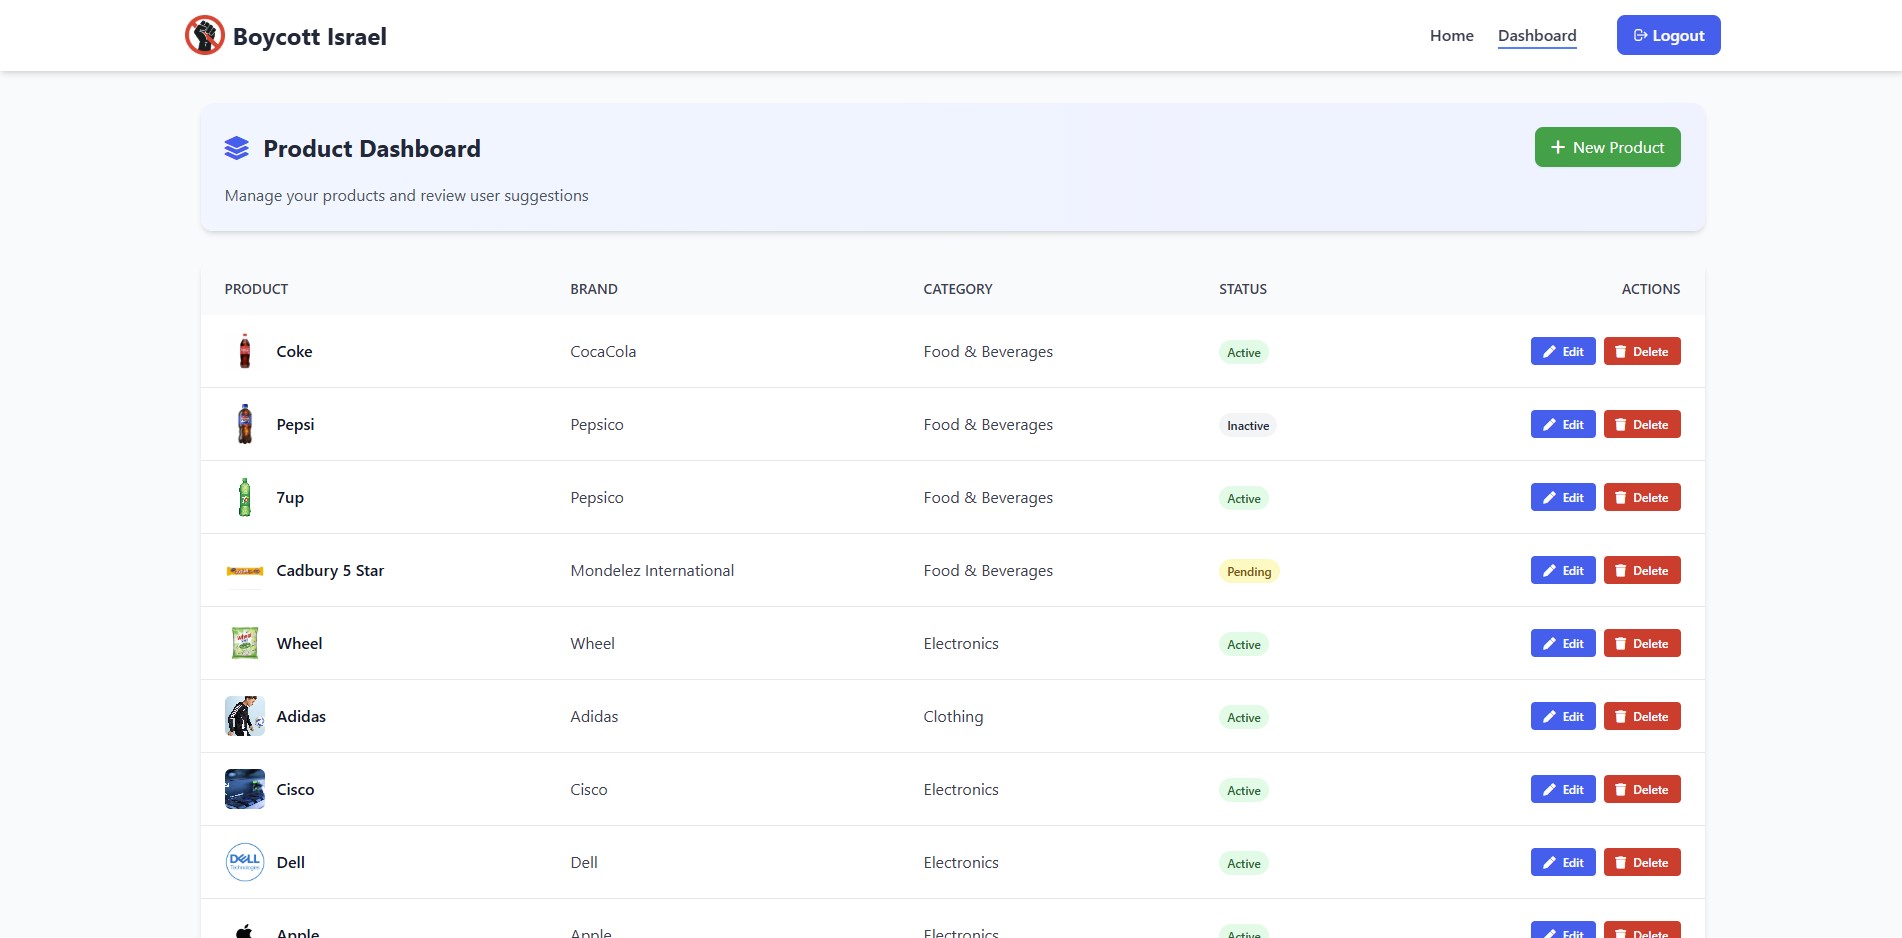 Boycott Israel
Home Dashboard Logout
Product Dashboard
New Product
Manage your products and review user suggestions
PRODUCT BRAND CATEGORY STATUS ACTIONS
Coke CocaCola Food & Beverages Active Edit Delete
Pepsi Pepsico Food & Beverages Inactive Edit Delete
7up Pepsico Food & Beverages Active Edit Delete
Cadbury 5 Star Mondelez International Food & Beverages Pending Edit Delete
Wheel Wheel Electronics Active Edit Delete
Adidas Adidas Clothing Active Edit Delete
Cisco Cisco Electronics Active Edit Delete
DELL
Technologies
Dell Dell Electronics Active Edit Delete
Apple Apple Electronics Active Edit Delete